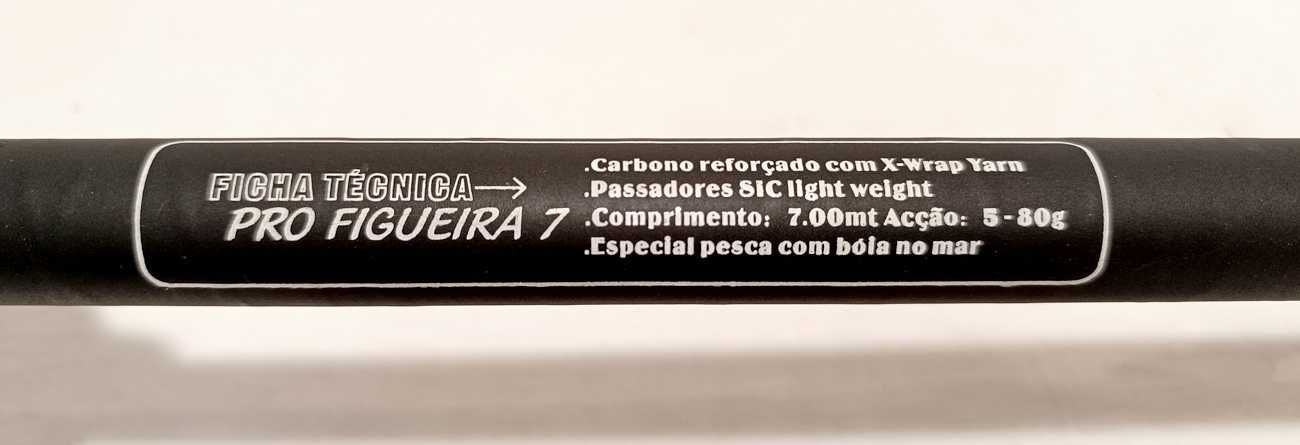 FICHA TÉCNICA→
PRO FIGUEIRA 7
.Carbono reforçado com X-Wrap Yarn
.Passadores SIC light weight
.Comprimento: 7.00mt Acção: 5-80g
.Especial pesca com bóia no mar